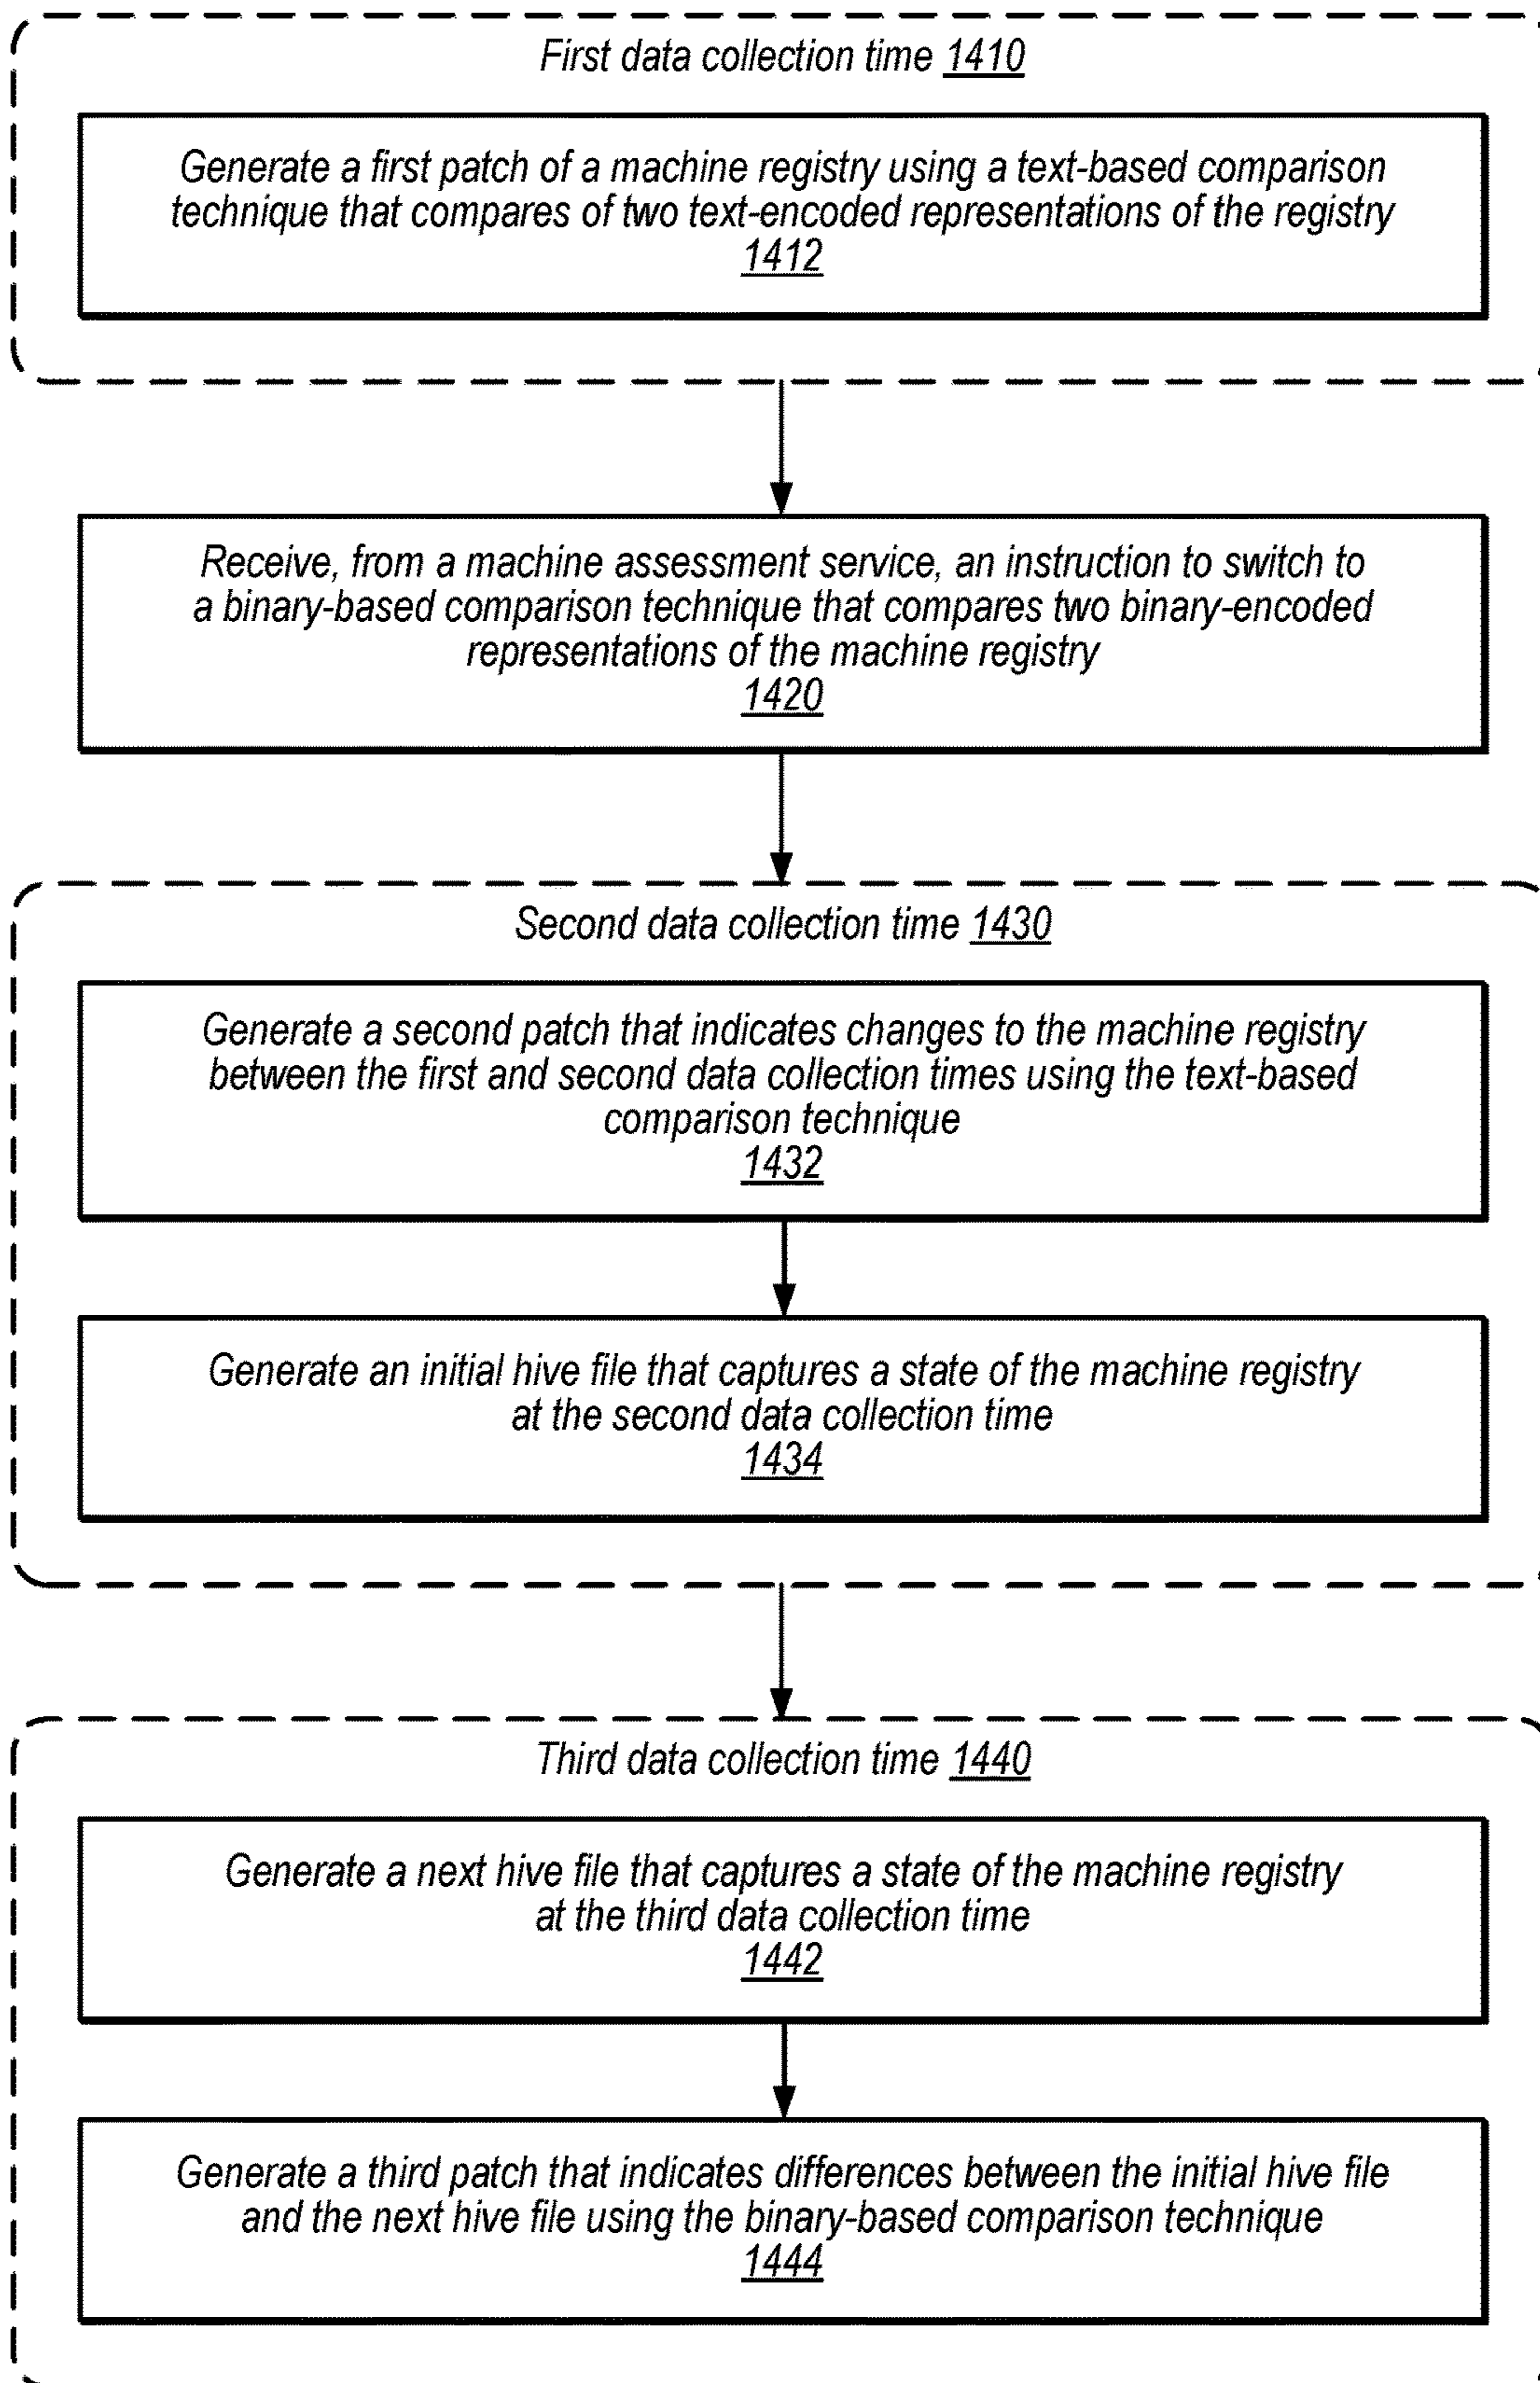 First data collection time 1410
Generate a first patch of a machine registry using a text-based comparison
technique that compares of two text-encoded representations of the registry
1412
Receive, from a machine assessment service, an instruction to switch to
a binary-based comparison technique that compares two binary-encoded
representations of the machine registry
1420
Second data collection time 1430
Generate a second patch that indicates changes to the machine registry
between the first and second data collection times using the text-based
comparison technique
1432
Generate an initial hive file that captures a state of the machine registry
at the second data collection time
1434
Third data collection time 1440
Generate a next hive file that captures a state of the machine registry
at the third data collection time
1442
Generate a third patch that indicates differences between the initial hive file
and the next hive file using the binary-based comparison technique
1444